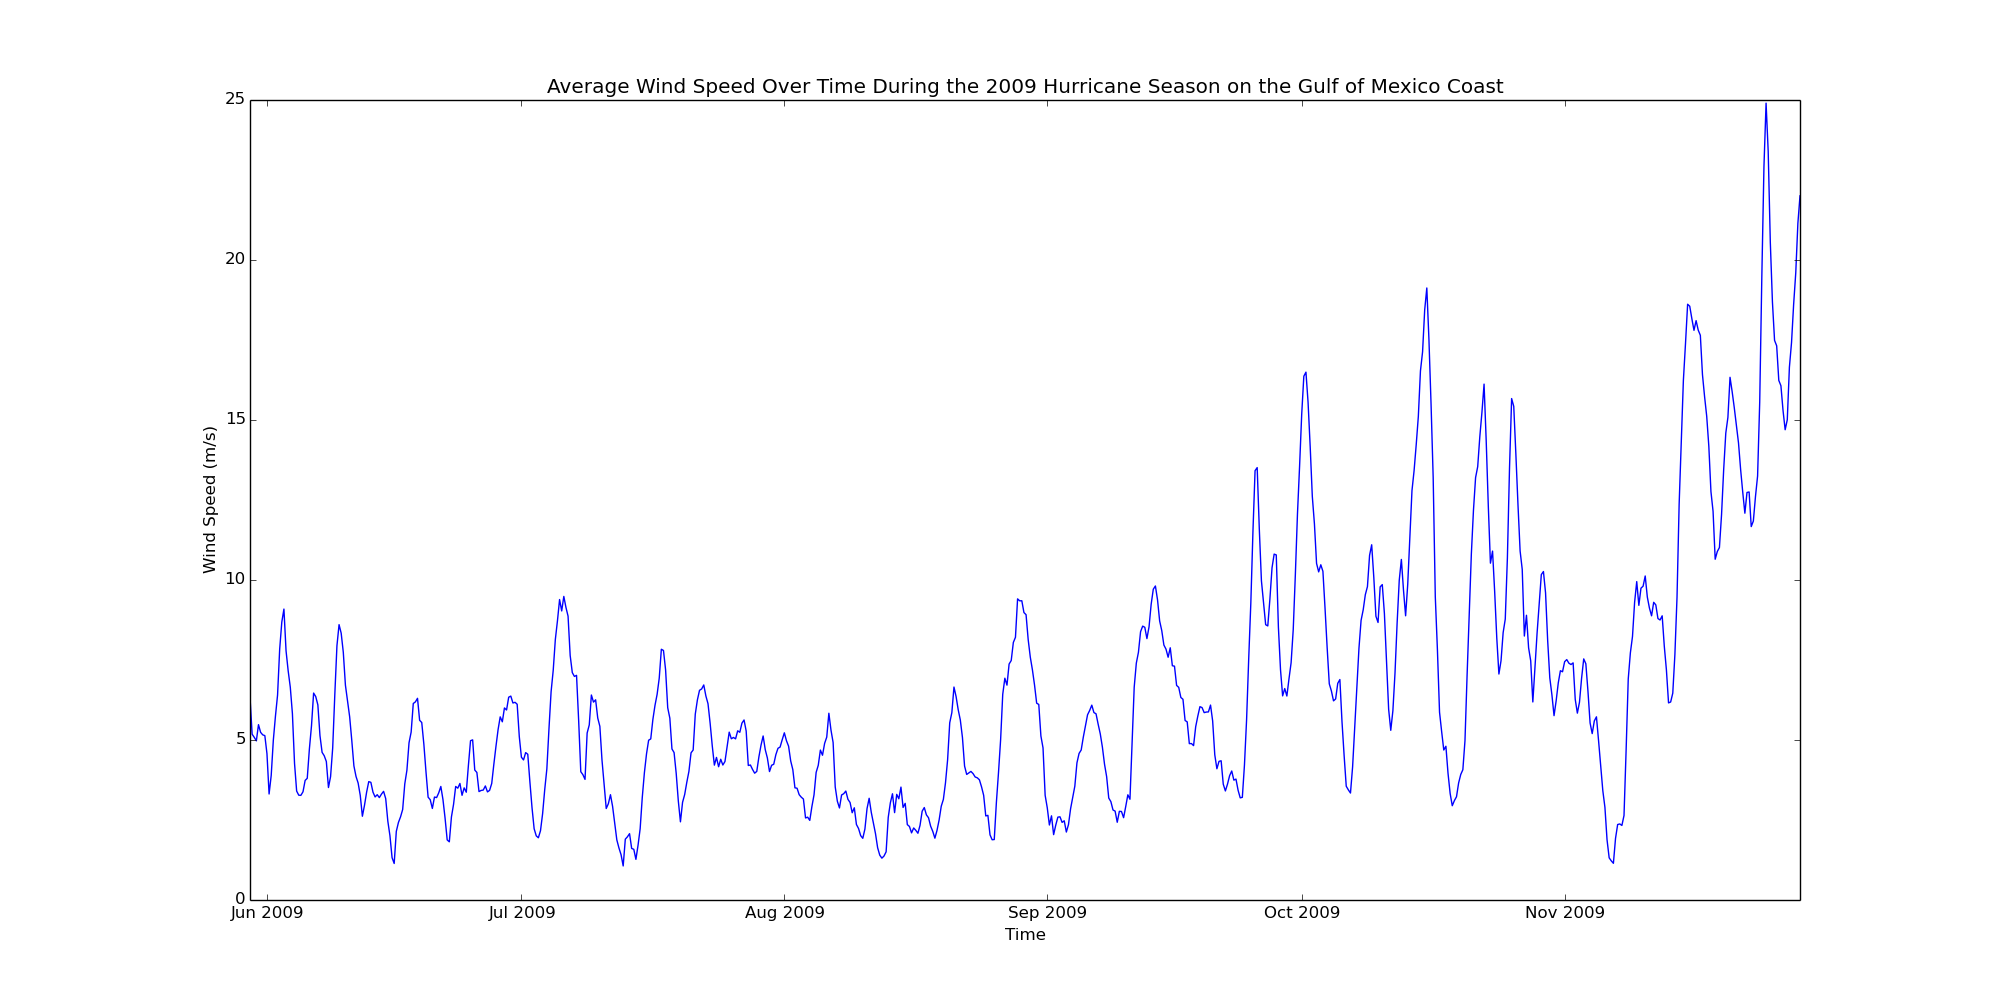 Average Wind Speed Over Time During the 2009 Hurricane Season on the Gulf of Mexico Coast
25
20
15
10
5
0
Wind Speed (m/s)
Jun 2009 Jul 2009 Aug 2009 Sep 2009 Oct 2009 Nov 2009
Time